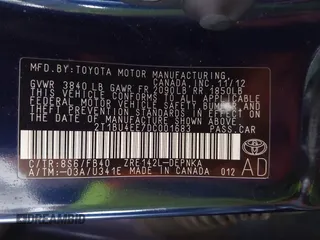 MFD.BY:TOYOTA MOTOR MANUFACTURING,
CANADA INC. 11/12
GVWR 3840 LB GAWR FR 2090LB RR 1850LB
THIS VEHICLE CONFORMS TO ALL APPLICABLE
FEDERAL MOTOR VEHICLE SAFETY, BUMPER,
AND THEFT PREVENTION STANDARDS IN EFFECT
ON THE DATE OF MANUFACTURE SHOWN ABOVE.
2T1BU4EE7DC001683
C/TR:8S6/FB40 ZRE142L-DEPNKA
A/TM:-03A/U341E MADE IN CANADA 012
AD